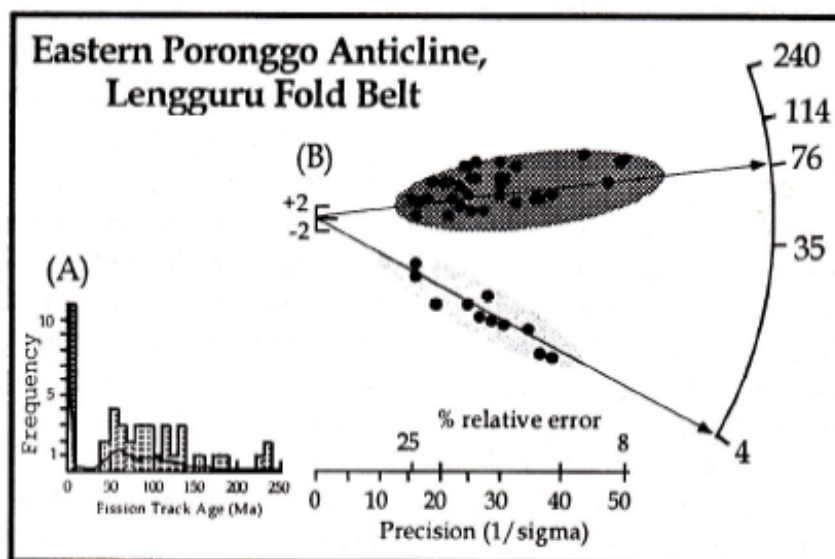 Eastern Poronggo Anticline,
Lengguru Fold Belt
(B)
240
114
76
35
4
+2
-2
(A)
Frequency
10
5
1
0 50 100 150 200 250
Fission Track Age (Ma)
% relative error
25 8
0 10 20 30 40 50
Precision (1/sigma)